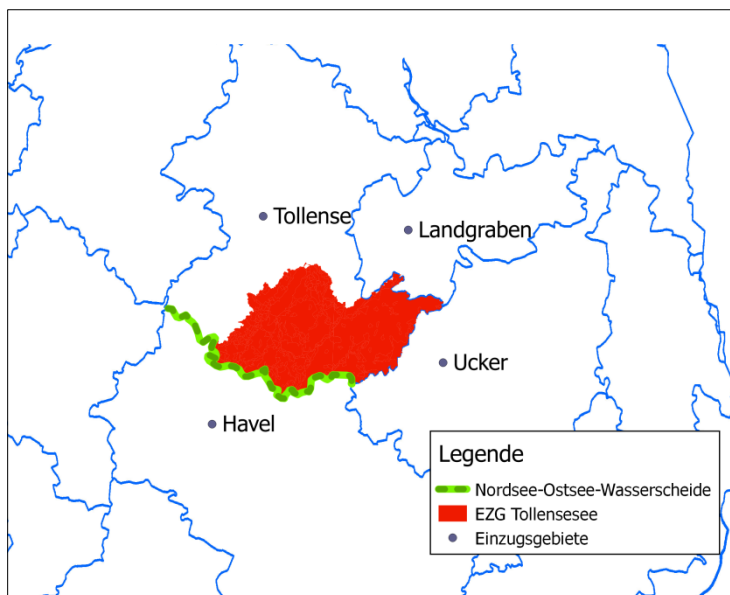 Tollense
Landgraben
Ucker
Havel
Legende
Nordsee-Ostsee-Wasserscheide
EZG Tollensesee
Einzugsgebiete